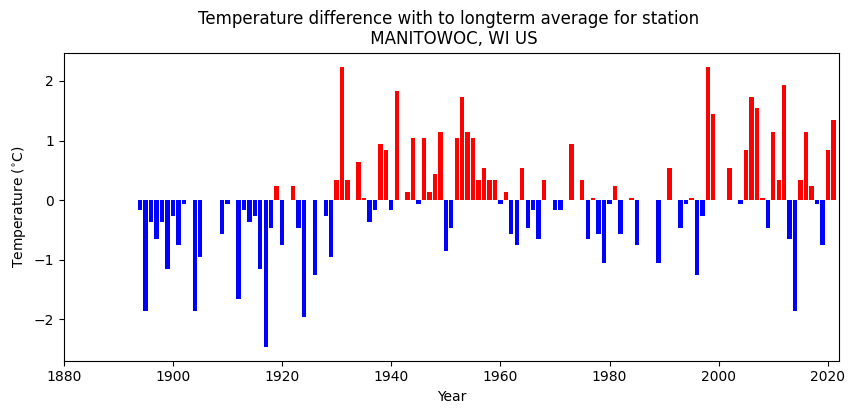 Temperature difference with to longterm average for station
MANITOWOC, WI US
2
1
0
−1
−2
Temperature (°C)
1880 1900 1920 1940 1960 1980 2000 2020
Year